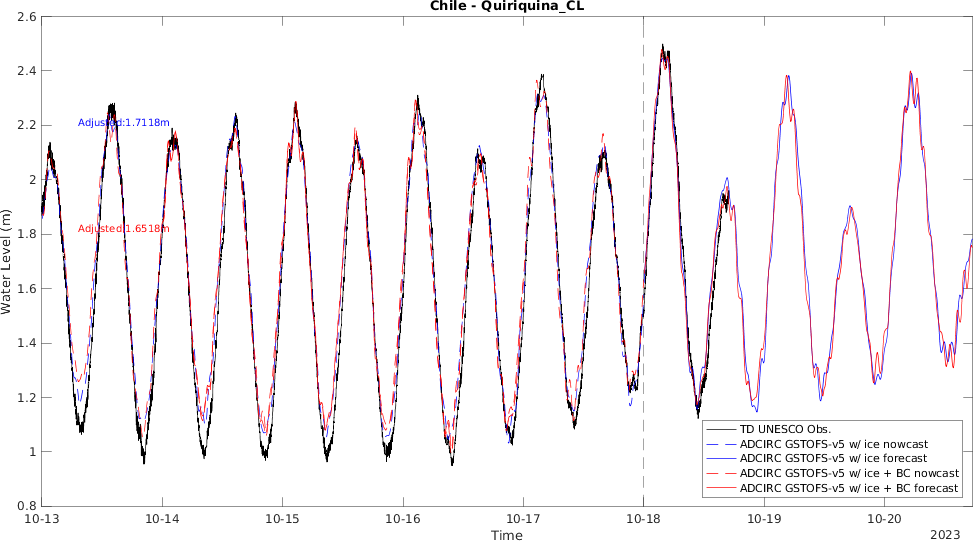 Chile - Quiriquina_CL
2.6
2.4
2.2
2
1.8
1.6
1.4
1.2
1
0.8
Water Level (m)
Adjusted:1.7118m
Adjusted:1.6518m
TD UNESCO Obs.
ADCIRC GSTOFS-v5 w/ ice nowcast
ADCIRC GSTOFS-v5 w/ ice forecast
ADCIRC GSTOFS-v5 w/ ice + BC nowcast
ADCIRC GSTOFS-v5 w/ ice + BC forecast
10-13 10-14 10-15 10-16 10-17 10-18 10-19 10-20
Time
2023